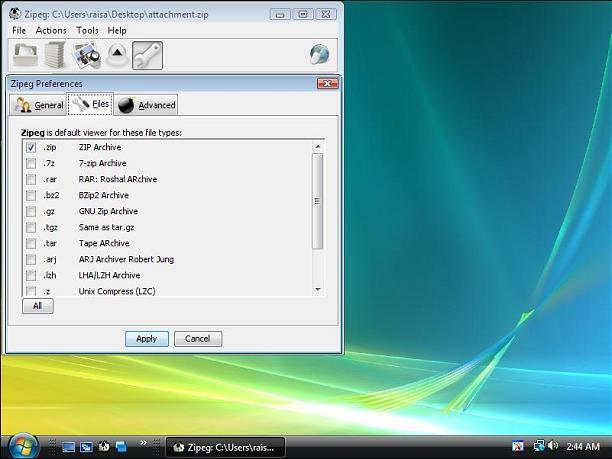 Zipeg: C:\Users\raisa\Desktop\attachment.zip
File Actions Tools Help
Zipeg Preferences
General Files Advanced
Zipeg is default viewer for these file types:
.zip ZIP Archive
.7z 7-zip Archive
.rar RAR: Roshal ARchive
.bz2 BZip2 Archive
.gz GNU Zip Archive
.tgz Same as tar.gz
.tar Tape ARchive
.arj ARJ Archiver Robert Jung
.lzh LHA/LZH Archive
.z Unix Compress (LZC)
All
Apply Cancel
Zipeg: C:\Users\rais... 2:44 AM